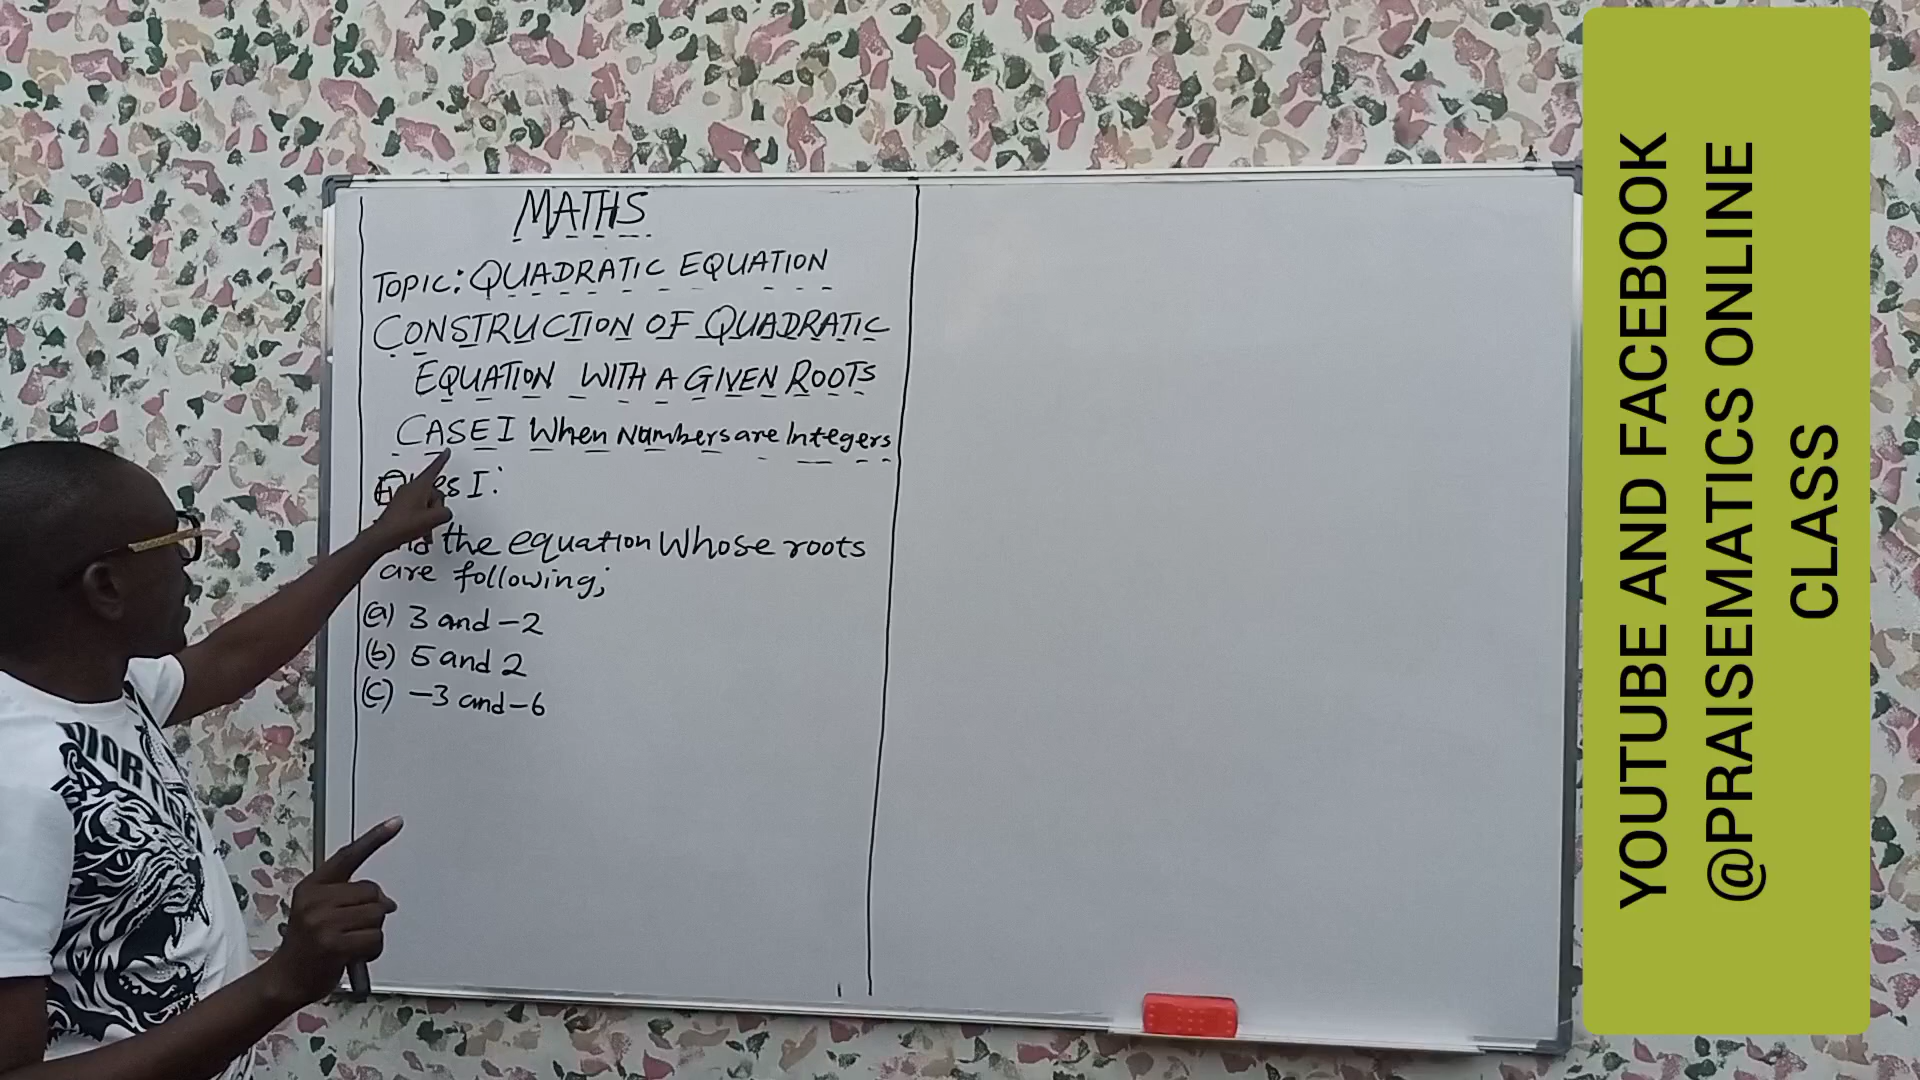 MATHS
TOPIC: QUADRATIC EQUATION
CONSTRUCTION OF QUADRATIC
EQUATION WITH A GIVEN ROOTS
CASE I When Numbers are Integers
I:
the equation whose roots
are following;
(a) 3 and -2
(b) 5 and 2
(c) -3 and -6
YOUTUBE AND FACEBOOK
@PRAISEMATICS ONLINE
CLASS